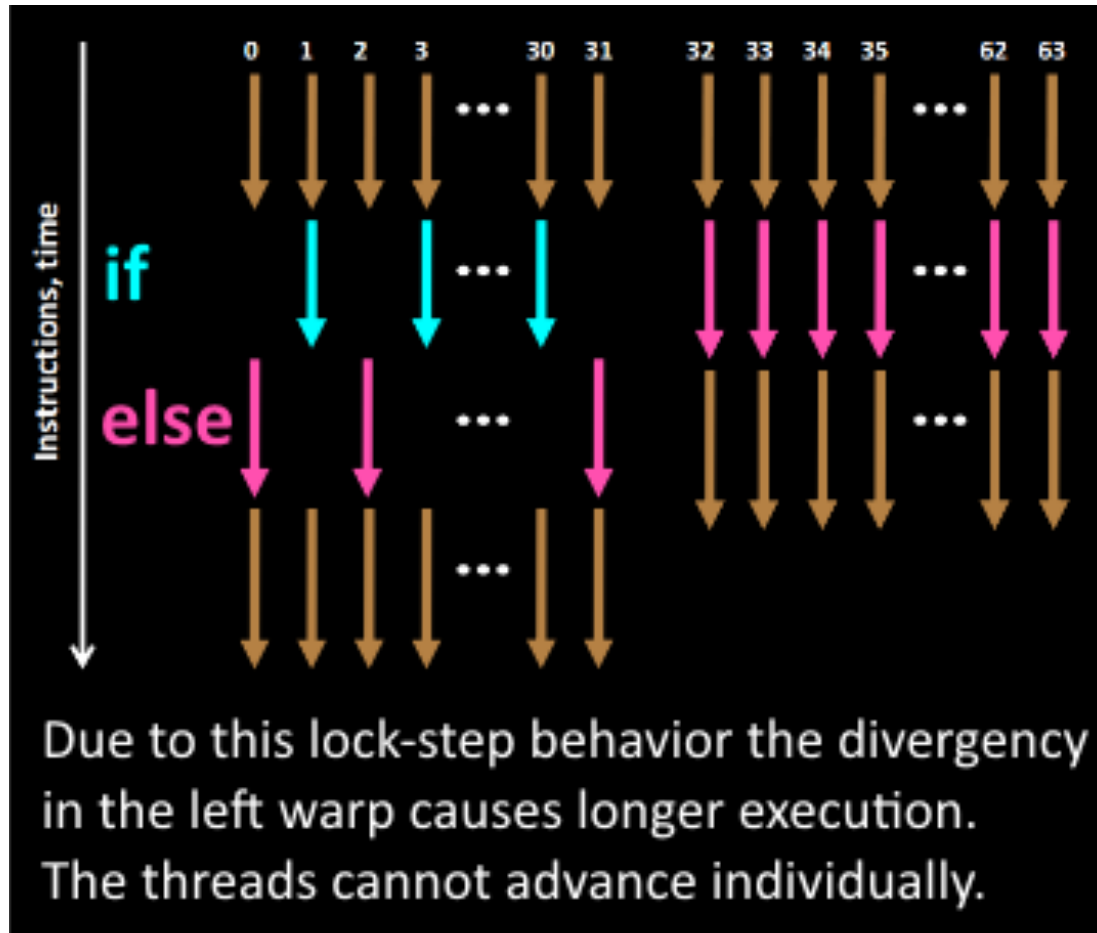 0 1 2 3 ... 30 31 32 33 34 35 ... 62 63
Instructions, time
if
else
Due to this lock-step behavior the divergency
in the left warp causes longer execution.
The threads cannot advance individually.